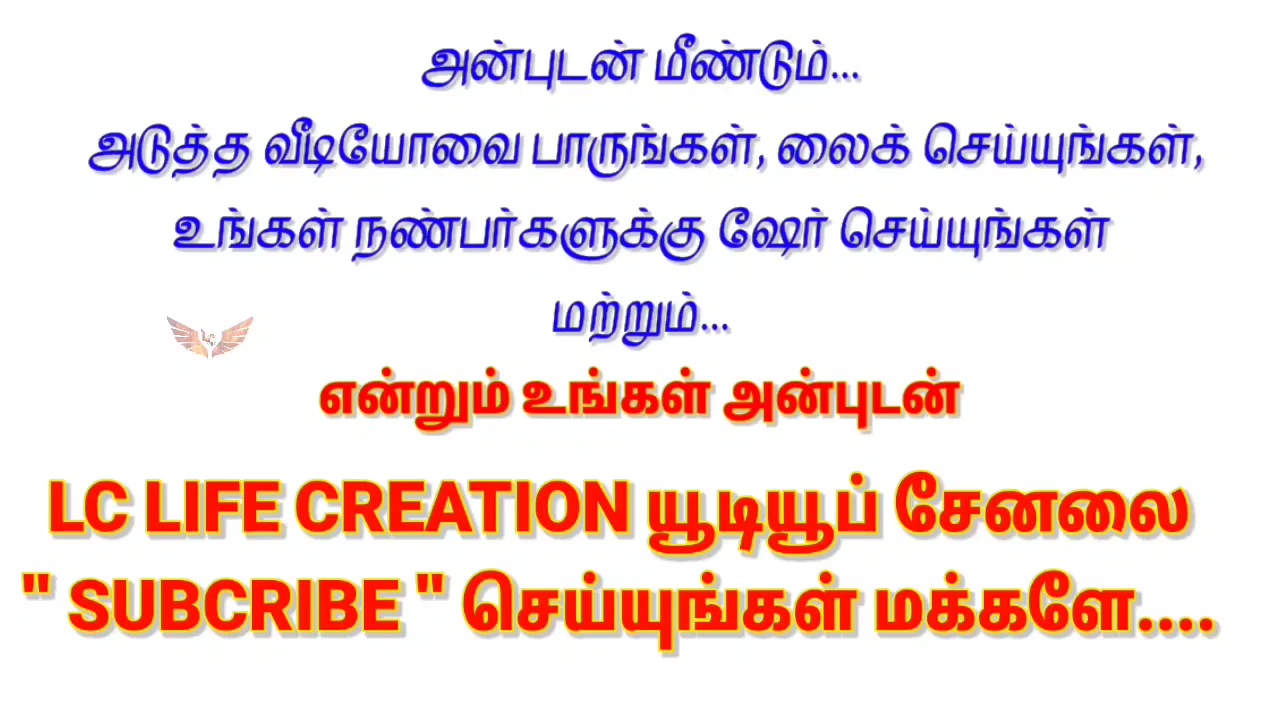 அன்புடன் மீண்டும்...
அடுத்த வீடியோவை பாருங்கள், லைக் செய்யுங்கள்,
உங்கள் நண்பர்களுக்கு ஷேர் செய்யுங்கள்
மற்றும்...
என்றும் உங்கள் அன்புடன்
LC LIFE CREATION யூடியூப் சேனலை
" SUBCRIBE " செய்யுங்கள் மக்களே....